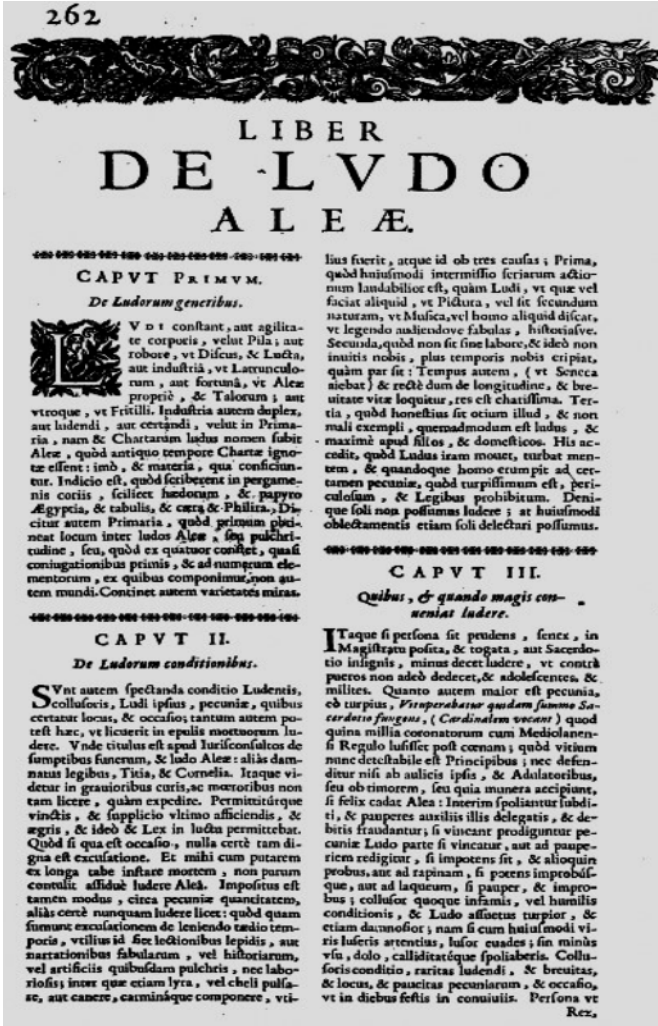 262
LIBER
DE LVDO
ALEÆ.
CAPVT PRIMVM.
De Ludorum generibus.
LVDI constant, aut agilita-
te corporis, velut Pila; aut
robore, vt Discus, & Lucta,
aut industriâ, vt Latrunculo-
rum, aut fortunâ, vt Aleæ
propriè, & Talorum; aut
vtroque, vt Fritilli. Industria autem duplex,
aut ludendi, aut certandi, velut in Prima-
ria, nam & Chartarum ludus nomen subit
Aleæ, quòd antiquo tempore Chartæ igno-
tæ essent: imò, & materia, qua conficiun-
tur. Indicio est, quòd scriberent in pergame-
nis coriis, scilicet hædorum, & papyro
Ægyptia, & tabulis, & cæra & Philira. Di-
citur autem Primaria, quòd primum obti-
neat locum inter ludos Aleæ, seu pulchri-
tudine, seu, quòd ex quatuor constet, quasi
coniugationibus primis, & ad numerum ele-
mentorum, ex quibus componimur, non au-
tem mundi. Continet autem varietates miras.
CAPVT II.
De Ludorum conditionibus.
SVnt autem spectanda conditio Ludentis,
collusoris, Ludi ipsius, pecuniæ, quibus
certatur locus, & occasio; tantum autem po-
test hæc, vt licuerit in epulis mortuorum lu-
dere. Vnde titulus est apud Iurisconsultos de
sumptibus funerum, & ludo Aleæ: aliàs dam-
natus legibus, Titia, & Cornelia. Itaque vi-
detur in grauioribus curis, ac mœroribus non
tam licere, quàm expedire. Permittitúrque
vinctis, & supplicio vltimo afficiendis, &
ægris, & ideò & Lex in luctu permittebat.
Quòd si qua est occasio, nulla certè tam di-
gna est excusatione. Et mihi cum putarem
ex longa tabe instare mortem, non parum
contulit assiduè ludere Aleâ. Impositus est
tamen modus, circa pecuniæ quantitatem,
aliàs certè nunquam ludere licet: quòd quam
sumunt excusationem de leniendo tædio tem-
poris, vtilius id fiet lectionibus lepidis, aut
narrationibus fabularum, vel historiarum,
vel artificiis quibusdam pulchris, nec labo-
riosis; inter quæ etiam lyra, vel cheli pulsa-
re, aut canere, carmináque componere, vti-
lius fuerit, atque id ob tres causas; Prima,
quòd huiusmodi intermissio seriarum actio-
num laudabilior est, quàm Ludi, vt quæ vel
faciat aliquid, vt Pictura, vel sit secundum
naturam, vt Musica, vel homo aliquid discat,
vt legendo audiendove fabulas, historiasve.
Secunda, quòd non sit sine labore, & ideò non
inuitis nobis, plus temporis nobis eripiat,
quàm par sit: Tempus autem, (vt Seneca
aiebat) & rectè dum de longitudine, & bre-
uitate vitæ loquitur, res est charissima. Ter-
tia, quòd honestius sit otium illud, & non
mali exempli, quemadmodum est ludus, &
maximè apud filios, & domesticos. His ac-
cedit, quòd Ludus iram mouet, turbat men-
tem, & quandoque homo erumpit ad cer-
tamen pecuniæ, quòd turpissimum est, peri-
culosum, & Legibus prohibitum. Deni-
que soli non possumus ludere; at huiusmodi
oblectamentis etiam soli delectari possumus.
CAPVT III.
Quibus, & quando magis con-
ueniat ludere.
ITaque si persona sit prudens, senex, in
Magistratu posita, & togata, aut Sacerdo-
tio insignis, minus decet ludere, vt contrà
pueros non adeò dedecet, & adolescentes, &
milites. Quanto autem maior est pecunia,
eò turpius, Vituperabatur quidam summo Sa-
cerdotio fungens, (Cardinalem vocant) quod
quina millia coronatorum cum Mediolanen-
si Regulo lusisset post cœnam; quòd vitium
nunc detestabile est Principibus; nec defen-
ditur nisi ab aulicis ipsis, & Adulatoribus,
seu ob timorem, seu quia munera accipiunt,
si felix cadat Alea: Interim spoliantur subdi-
ti, & pauperes auxiliis illis delegatis, & de-
bitis fraudantur; si vincant prodiguntur pe-
cuniæ Ludo parte si vincatur, aut ad paupe-
riem redigitur, si impotens sit, & alioquin
probus, aut ad rapinam, si potens improbús-
que, aut ad laqueum, si pauper, & impro-
bus; collusor quoque infamis, vel humilis
conditionis, & Ludo assuetus turpior, &
etiam damnosior; nam si cum huiusmodi vi-
ris luseris attentius, lusor euades; sin minùs
vsu, dolo, calliditatéque spoliaberis. Collu-
soris conditio, raritas ludendi, & breuitas,
& locus, & paucitas pecuniarum, & occasio,
vt in diebus festis in conuiuiis. Persona vt
Rex,